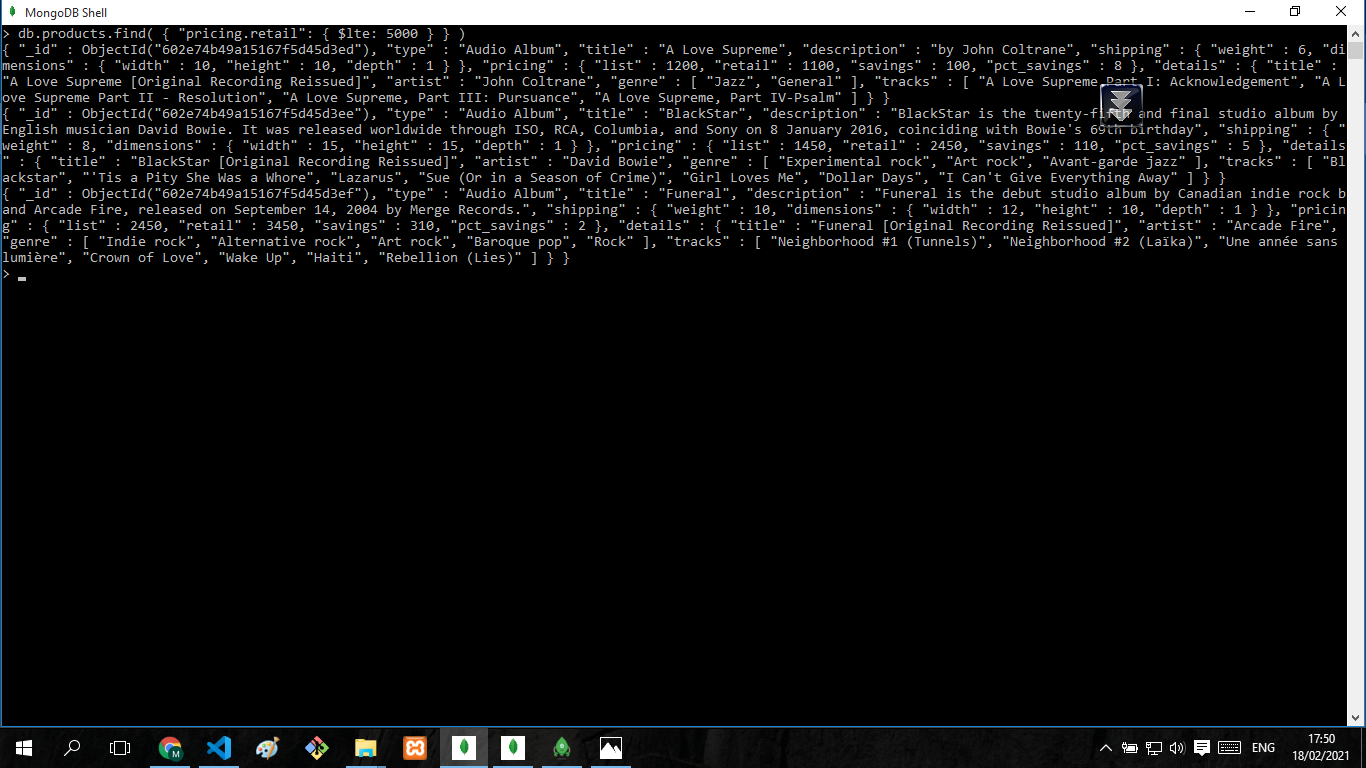 MongoDB Shell
> db.products.find( { "pricing.retail": { $lte: 5000 } } )
{ "_id" : ObjectId("602e74b49a15167f5d45d3ed"), "type" : "Audio Album", "title" : "A Love Supreme", "description" : "by John Coltrane", "shipping" : { "weight" : 6, "di
mensions" : { "width" : 10, "height" : 10, "depth" : 1 } }, "pricing" : { "list" : 1200, "retail" : 1100, "savings" : 100, "pct_savings" : 8 }, "details" : { "title" :
"A Love Supreme [Original Recording Reissued]", "artist" : "John Coltrane", "genre" : [ "Jazz", "General" ], "tracks" : [ "A Love Supreme Part I: Acknowledgement", "A L
ove Supreme Part II - Resolution", "A Love Supreme, Part III: Pursuance", "A Love Supreme, Part IV-Psalm" ] } }
{ "_id" : ObjectId("602e74b49a15167f5d45d3ee"), "type" : "Audio Album", "title" : "BlackStar", "description" : "BlackStar is the and final studio album by
English musician David Bowie. It was released worldwide through ISO, RCA, Columbia, and Sony on 8 January 2016, coinciding with Bowie's 69th birthday", "shipping" : { "
weight" : 8, "dimensions" : { "width" : 15, "height" : 15, "depth" : 1 } }, "pricing" : { "list" : 1450, "retail" : 2450, "savings" : 110, "pct_savings" : 5 }, "details
" : { "title" : "BlackStar [Original Recording Reissued]", "artist" : "David Bowie", "genre" : [ "Experimental rock", "Art rock", "Avant-garde jazz" ], "tracks" : [ "Bl
ackstar", "'Tis a Pity She Was a Whore", "Lazarus", "Sue (Or in a Season of Crime)", "Girl Loves Me", "Dollar Days", "I Can't Give Everything Away" ] } }
{ "_id" : ObjectId("602e74b49a15167f5d45d3ef"), "type" : "Audio Album", "title" : "Funeral", "description" : "Funeral is the debut studio album by Canadian indie rock b
and Arcade Fire, released on September 14, 2004 by Merge Records.", "shipping" : { "weight" : 10, "dimensions" : { "width" : 12, "height" : 10, "depth" : 1 } }, "pricin
g" : { "list" : 2450, "retail" : 3450, "savings" : 310, "pct_savings" : 2 }, "details" : { "title" : "Funeral [Original Recording Reissued]", "artist" : "Arcade Fire",
"genre" : [ "Indie rock", "Alternative rock", "Art rock", "Baroque pop", "Rock" ], "tracks" : [ "Neighborhood #1 (Tunnels)", "Neighborhood #2 (Laïka)", "Une année sans
lumière", "Crown of Love", "Wake Up", "Haiti", "Rebellion (Lies)" ] } }
>
M
ENG
17:50
18/02/2021